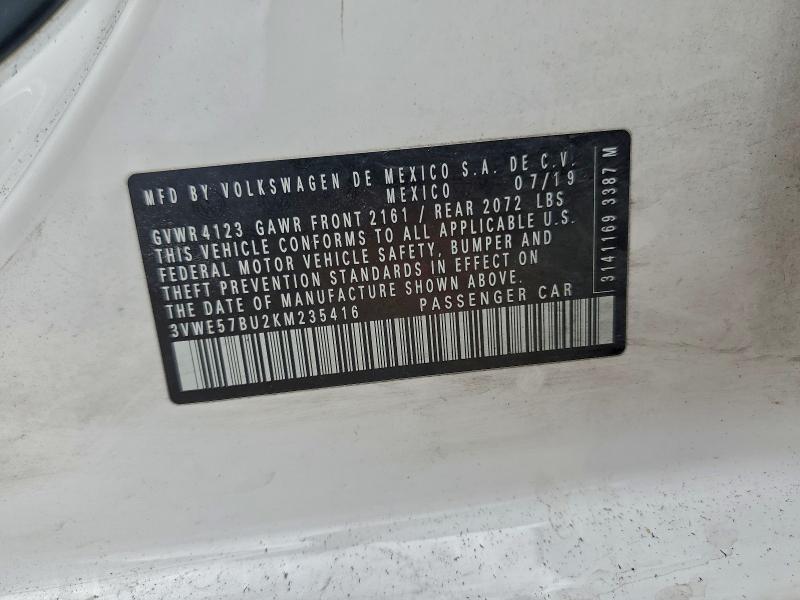 MFD BY VOLKSWAGEN DE MEXICO S.A. DE C.V.
MEXICO 07/19
GVWR4123 GAWR FRONT 2161 / REAR 2072 LBS
THIS VEHICLE CONFORMS TO ALL APPLICABLE U.S.
FEDERAL MOTOR VEHICLE SAFETY, BUMPER AND
THEFT PREVENTION STANDARDS IN EFFECT ON
THE DATE OF MANUFACTURE SHOWN ABOVE.
3VWE57BU2KM235416 PASSENGER CAR
3141169 3387 M